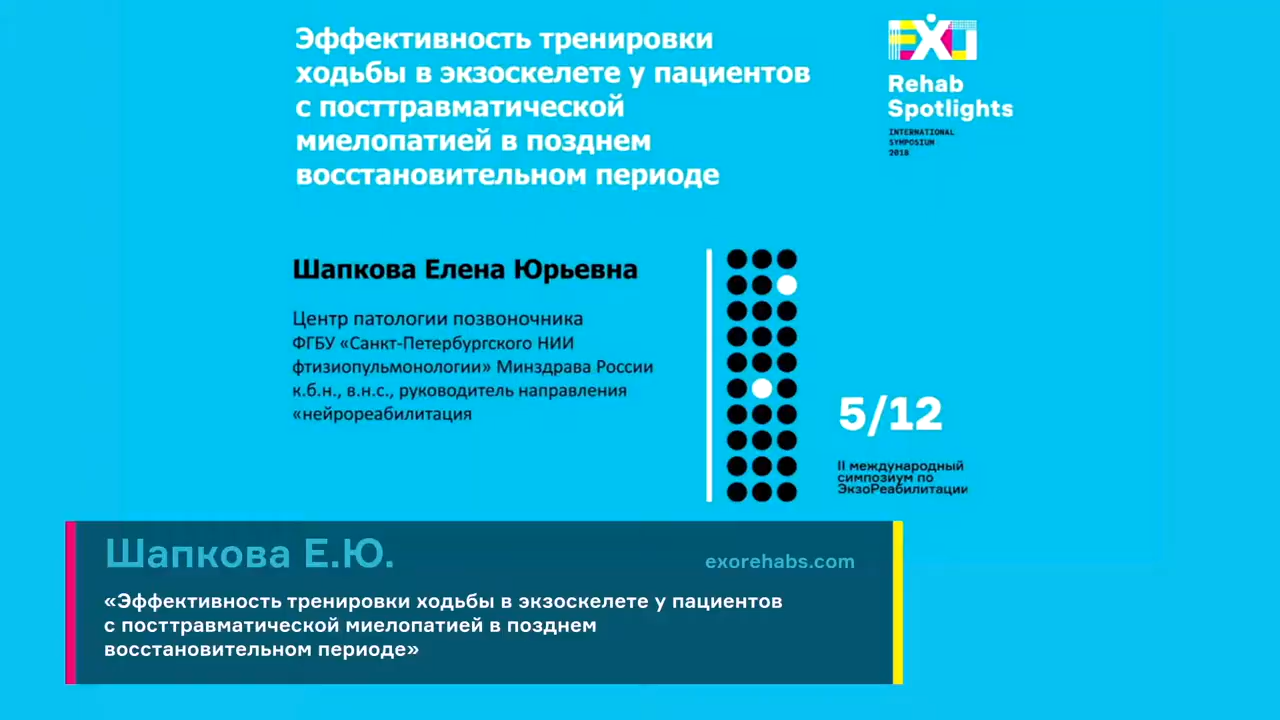 Эффективность тренировки
ходьбы в экзоскелете у пациентов
с посттравматической
миелопатией в позднем
восстановительном периоде
EXO
Rehab
Spotlights
INTERNATIONAL
SYMPOSIUM
2018
Шапкова Елена Юрьевна
Центр патологии позвоночника
ФГБУ «Санкт-Петербургского НИИ
фтизиопульмонологии» Минздрава России
к.б.н., в.н.с., руководитель направления
«нейрореабилитация
5/12
II международный
симпозиум по
ЭкзоРеабилитации
Шапкова Е.Ю.
exorehabs.com
«Эффективность тренировки ходьбы в экзоскелете у пациентов
с посттравматической миелопатией в позднем
восстановительном периоде»